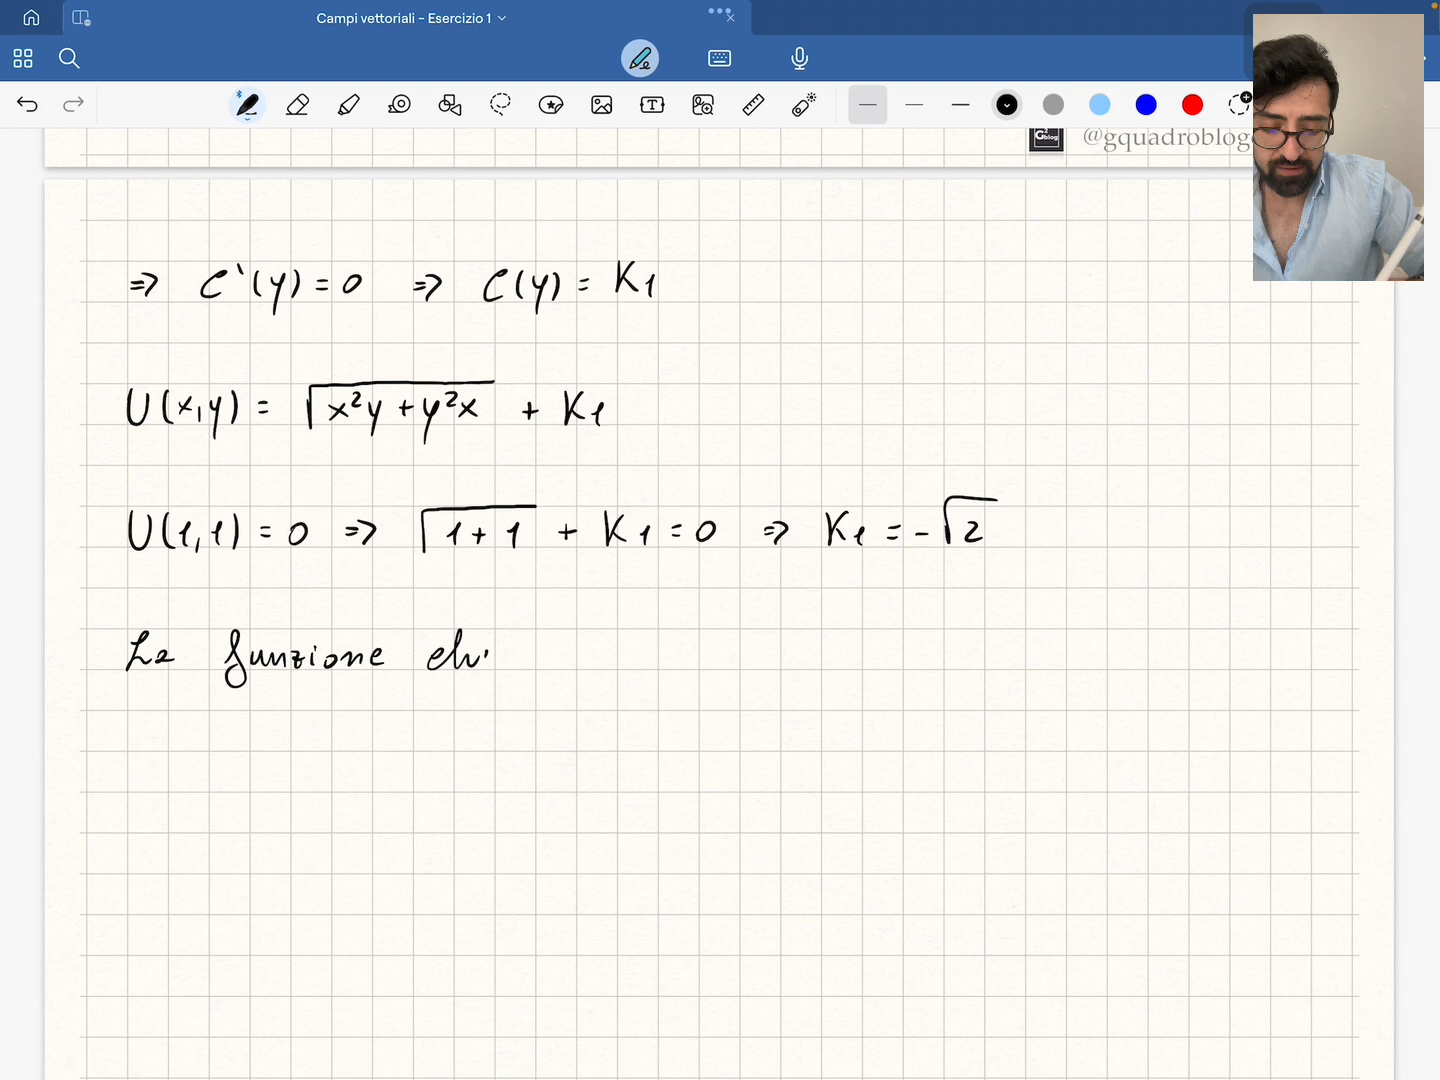 Campi vettoriali - Esercizio 1
G²blog @gquadroblog
⇒ C'(y) = 0 ⇒ C(y) = K1
U(x,y) = √(x²y + y²x) + K1
U(1,1) = 0 ⇒ √(1+1) + K1 = 0 ⇒ K1 = -√2
La funzione ch